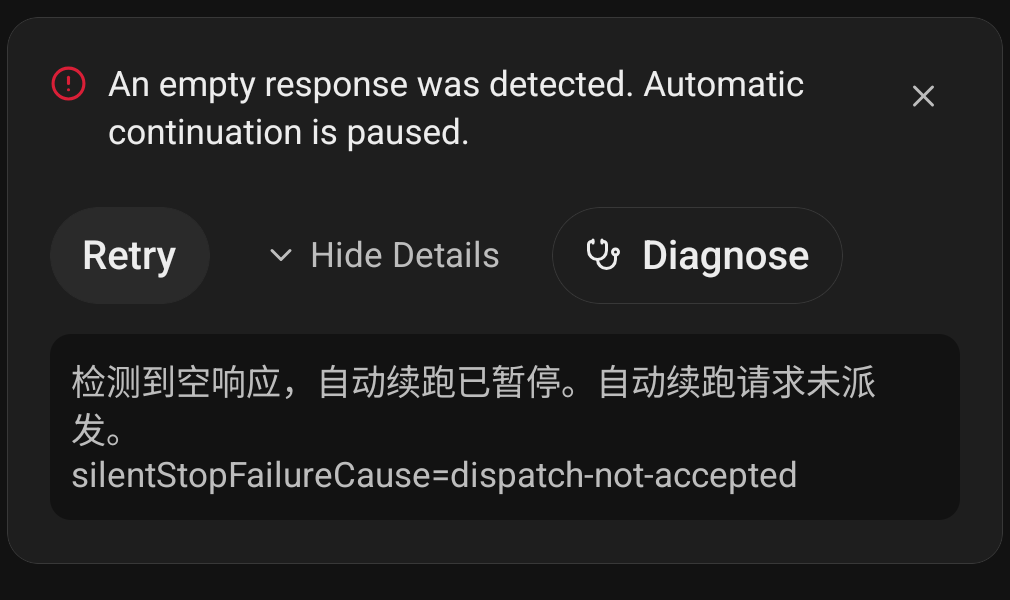 An empty response was detected. Automatic
continuation is paused.
Retry
Hide Details
Diagnose
检测到空响应，自动续跑已暂停。自动续跑请求未派
发。
silentStopFailureCause=dispatch-not-accepted